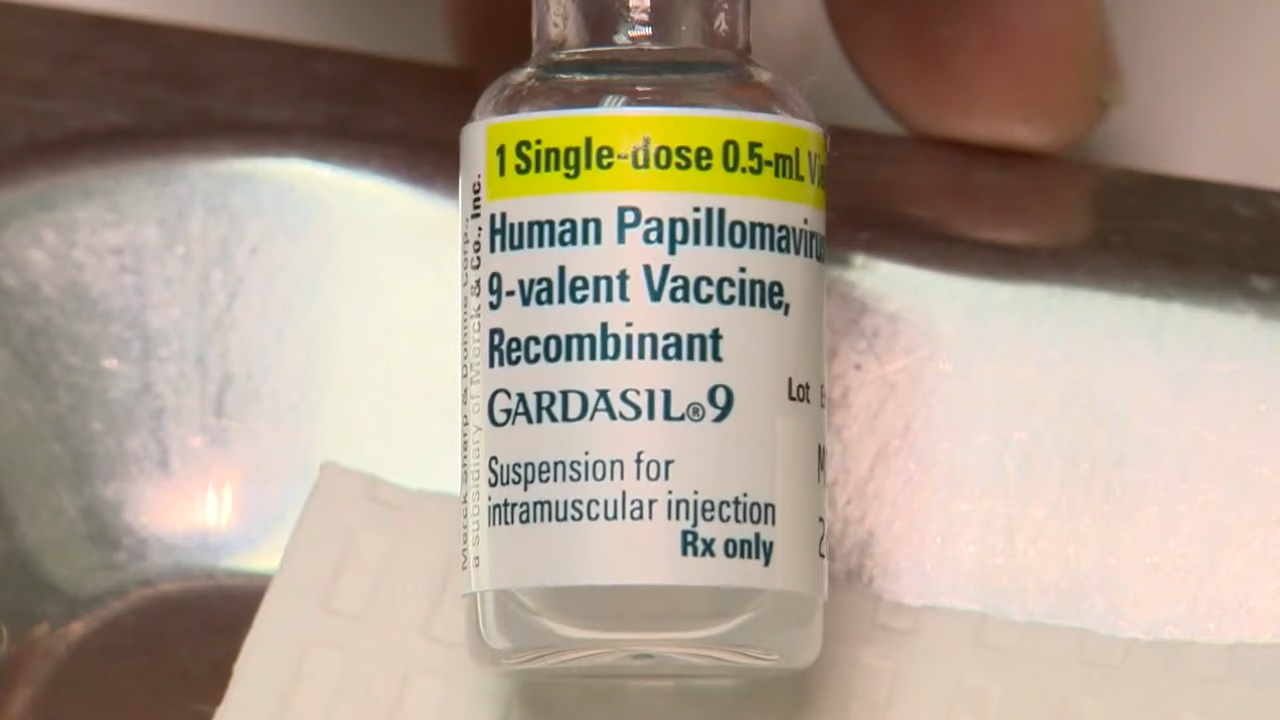 1 Single-dose 0.5-mL
Human Papillomavirus
9-valent Vaccine,
Recombinant
GARDASIL®9
Suspension for
intramuscular injection
Rx only
Lot
Merck Sharp & Dohme Corp.,
a subsidiary of Merck & Co., Inc.